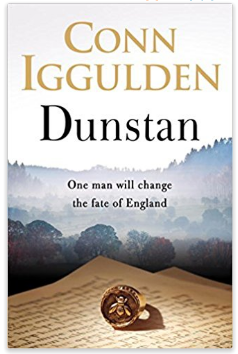 CONN
IGGULDEN
Dunstan
One man will change
the fate of England